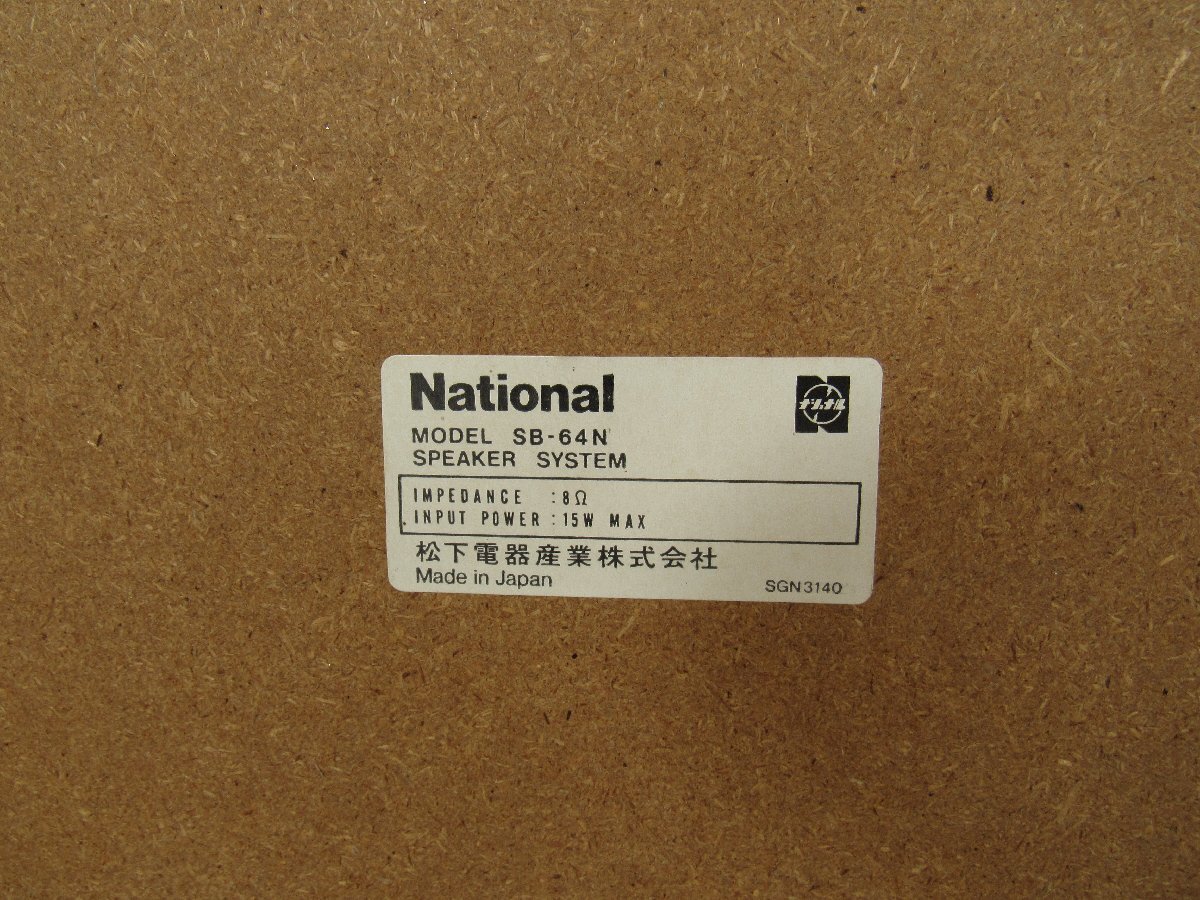 National
ナショナル
MODEL SB-64N
SPEAKER SYSTEM
IMPEDANCE : 8Ω
INPUT POWER : 15W MAX
松下電器産業株式会社
Made in Japan
SGN3140